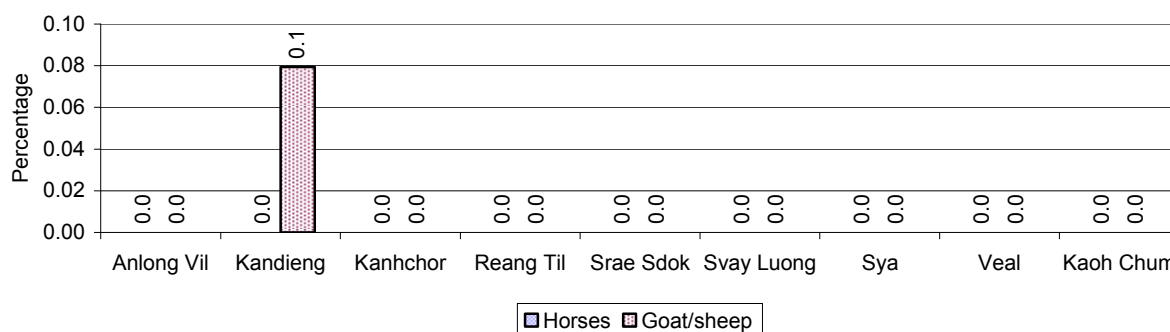 0.10
0.08
0.06
0.04
0.02
0.00
Percentage
0.0 0.0 0.0 0.1 0.0 0.0 0.0 0.0 0.0 0.0 0.0 0.0 0.0 0.0 0.0 0.0 0.0 0.0
Anlong Vil Kandieng Kanhchor Reang Til Srae Sdok Svay Luong Sya Veal Kaoh Chum
Horses Goat/sheep